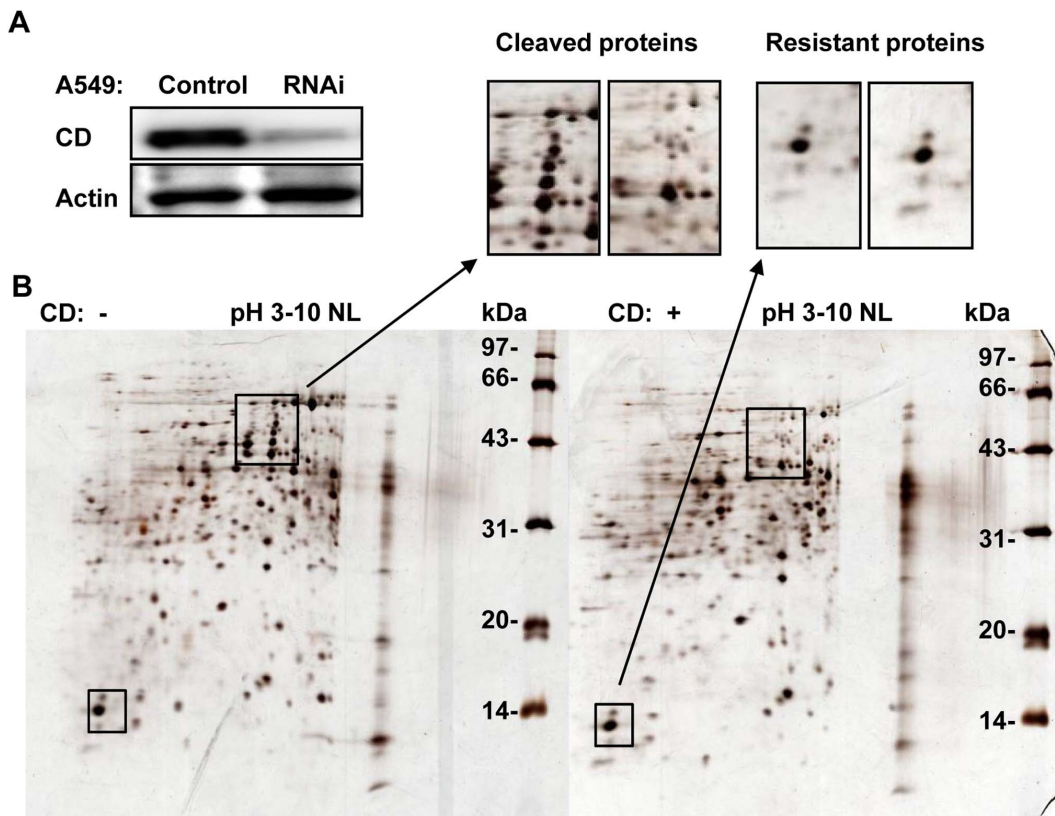 A
Cleaved proteins
Resistant proteins
A549: Control RNAi
CD
Actin
B
CD: - pH 3-10 NL kDa
97-
66-
43-
31-
20-
14-
CD: + pH 3-10 NL kDa
97-
66-
43-
31-
20-
14-